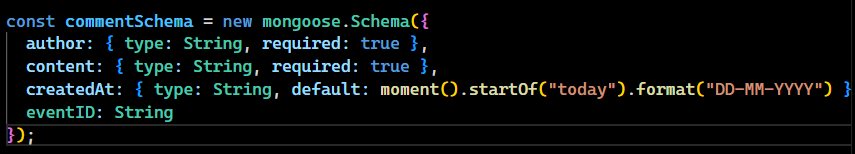 const commentSchema = new mongoose.Schema({
  author: { type: String, required: true },
  content: { type: String, required: true },
  createdAt: { type: String, default: moment().startOf("today").format("DD-MM-YYYY") }
  eventID: String
});